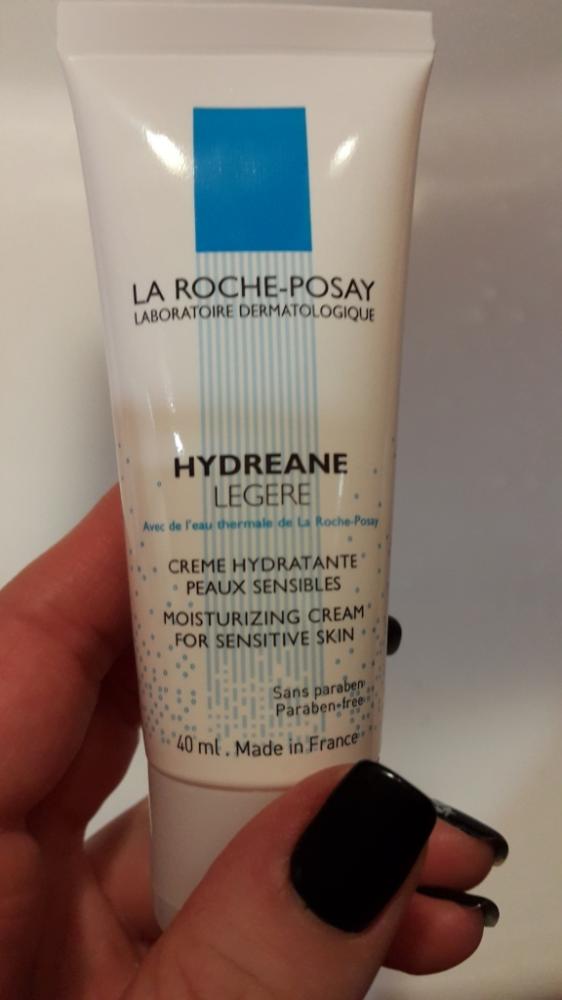 LA ROCHE-POSAY
LABORATOIRE DERMATOLOGIQUE
HYDREANE
LEGERE
Avec de l'eau thermale de La Roche-Posay
CREME HYDRATANTE
PEAUX SENSIBLES
MOISTURIZING CREAM
FOR SENSITIVE SKIN
Sans paraben
Paraben-free
40 ml . Made in France